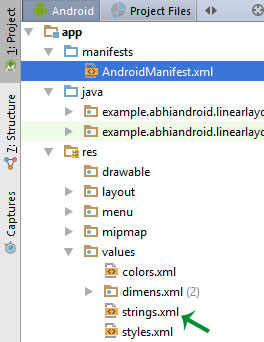 Android Project Files
1: Project
app
manifests
AndroidManifest.xml
java
example.abhiandroid.linearlayo
example.abhiandroid.linearlayo
7: Structure
res
drawable
layout
menu
mipmap
Captures
values
colors.xml
dimens.xml (2)
strings.xml
styles.xml